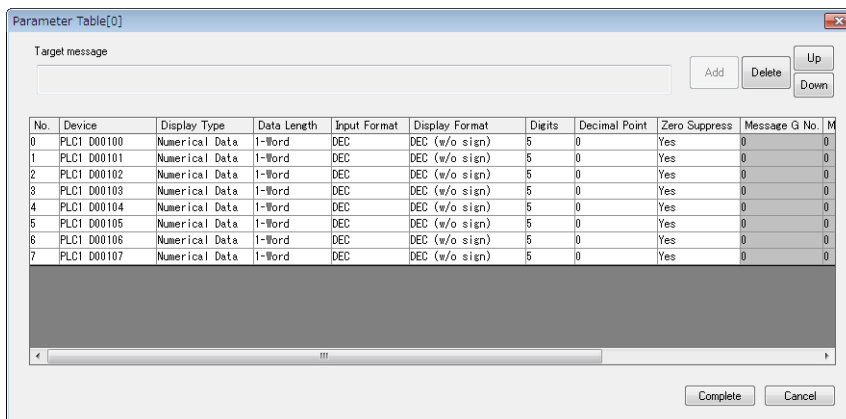 Parameter Table[0]
Target message
Add Delete Up
Down
No. Device Display Type Data Length Input Format Display Format Digits Decimal Point Zero Suppress Message G No. M
0 PLC1 D00100 Numerical Data 1-Word DEC DEC (w/o sign) 5 0 Yes 0 0
1 PLC1 D00101 Numerical Data 1-Word DEC DEC (w/o sign) 5 0 Yes 0 0
2 PLC1 D00102 Numerical Data 1-Word DEC DEC (w/o sign) 5 0 Yes 0 0
3 PLC1 D00103 Numerical Data 1-Word DEC DEC (w/o sign) 5 0 Yes 0 0
4 PLC1 D00104 Numerical Data 1-Word DEC DEC (w/o sign) 5 0 Yes 0 0
5 PLC1 D00105 Numerical Data 1-Word DEC DEC (w/o sign) 5 0 Yes 0 0
6 PLC1 D00106 Numerical Data 1-Word DEC DEC (w/o sign) 5 0 Yes 0 0
7 PLC1 D00107 Numerical Data 1-Word DEC DEC (w/o sign) 5 0 Yes 0 0
Complete Cancel